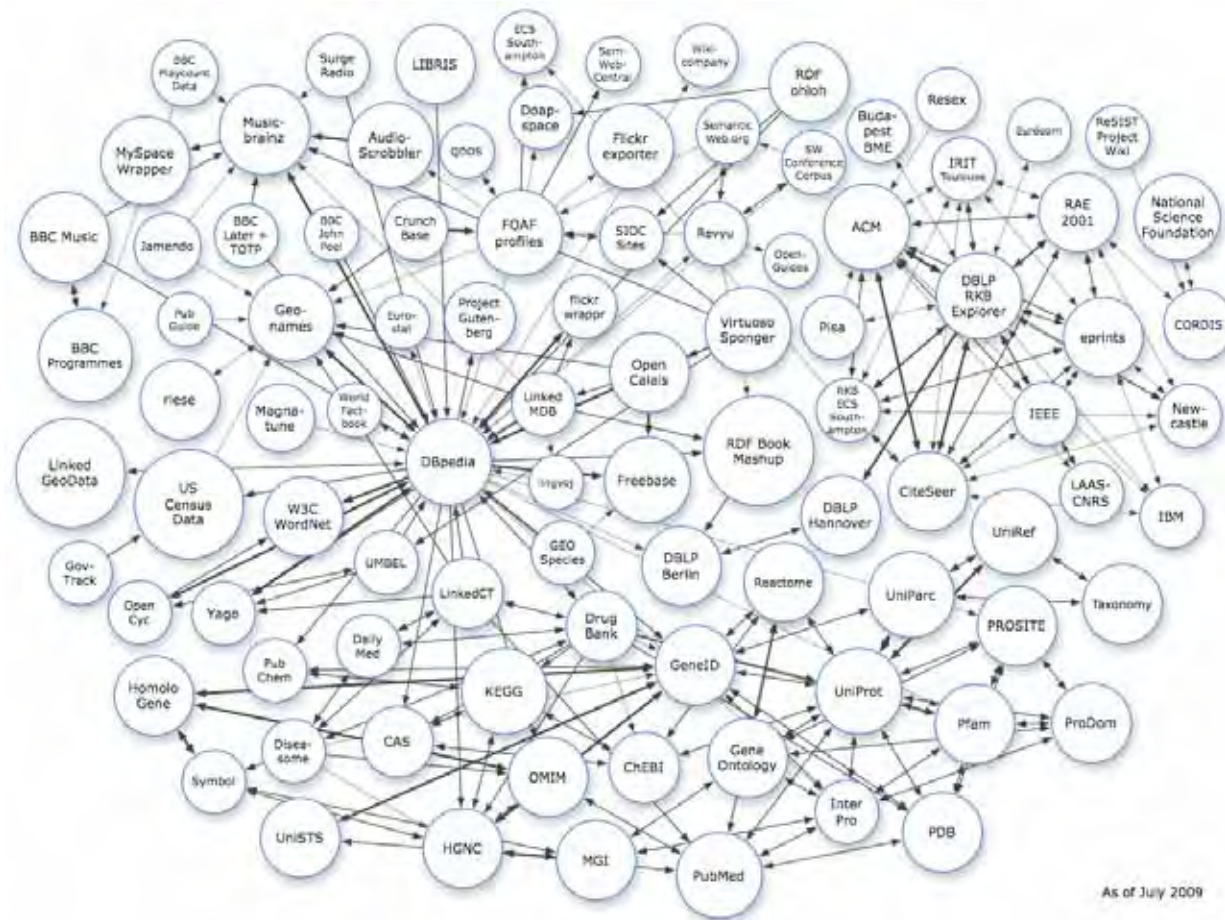 BBC
Playcount
Data
Surge
Radio
LIBRIS
ECS
South-
ampton
Sem-
Web-
Central
Wiki-
company
RDF
ohloh
Resex
Music-
brainz
Doap-
space
Buda-
pest
BME
Eurécom
ReSIST
Project
Wiki
MySpace
Wrapper
Audio-
Scrobbler
QDOS
Flickr
exporter
Semantic
Web.org
SW
Conference
Corpus
IRIT
Toulouse
RAE
2001
National
Science
Foundation
BBC Music
Jamendo
BBC
Later +
TOTP
BBC
John
Peel
Crunch
Base
FOAF
profiles
SIOC
Sites
Revyu
Open-
Guides
ACM
DBLP
RKB
Explorer
BBC
Programmes
Pub
Guide
Geo-
names
Euro-
stat
Project
Guten-
berg
flickr
wrappr
Virtuoso
Sponger
Pisa
eprints
CORDIS
riese
Magna-
tune
World
Fact-
book
Linked
MDB
Open
Calais
RDF Book
Mashup
RKB
ECS
South-
ampton
IEEE
New-
castle
Linked
GeoData
US
Census
Data
W3C
WordNet
DBpedia
lingvoj
Freebase
DBLP
Hannover
CiteSeer
LAAS-
CNRS
IBM
Gov-
Track
Open
Cyc
Yago
UMBEL
LinkedCT
GEO
Species
DBLP
Berlin
Reactome
UniParc
UniRef
Taxonomy
PROSITE
Daily
Med
Pub
Chem
Drug
Bank
Homolo
Gene
KEGG
GeneID
UniProt
Pfam
ProDom
Symbol
Disea-
some
CAS
OMIM
ChEBI
Gene
Ontology
Inter
Pro
PDB
UniSTS
HGNC
MGI
PubMed
As of July 2009